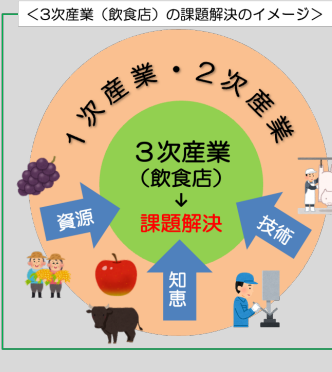 ＜３次産業（飲食店）の課題解決のイメージ＞
１次産業・２次産業
３次産業
（飲食店）
↓
課題解決
資源
知恵
技術